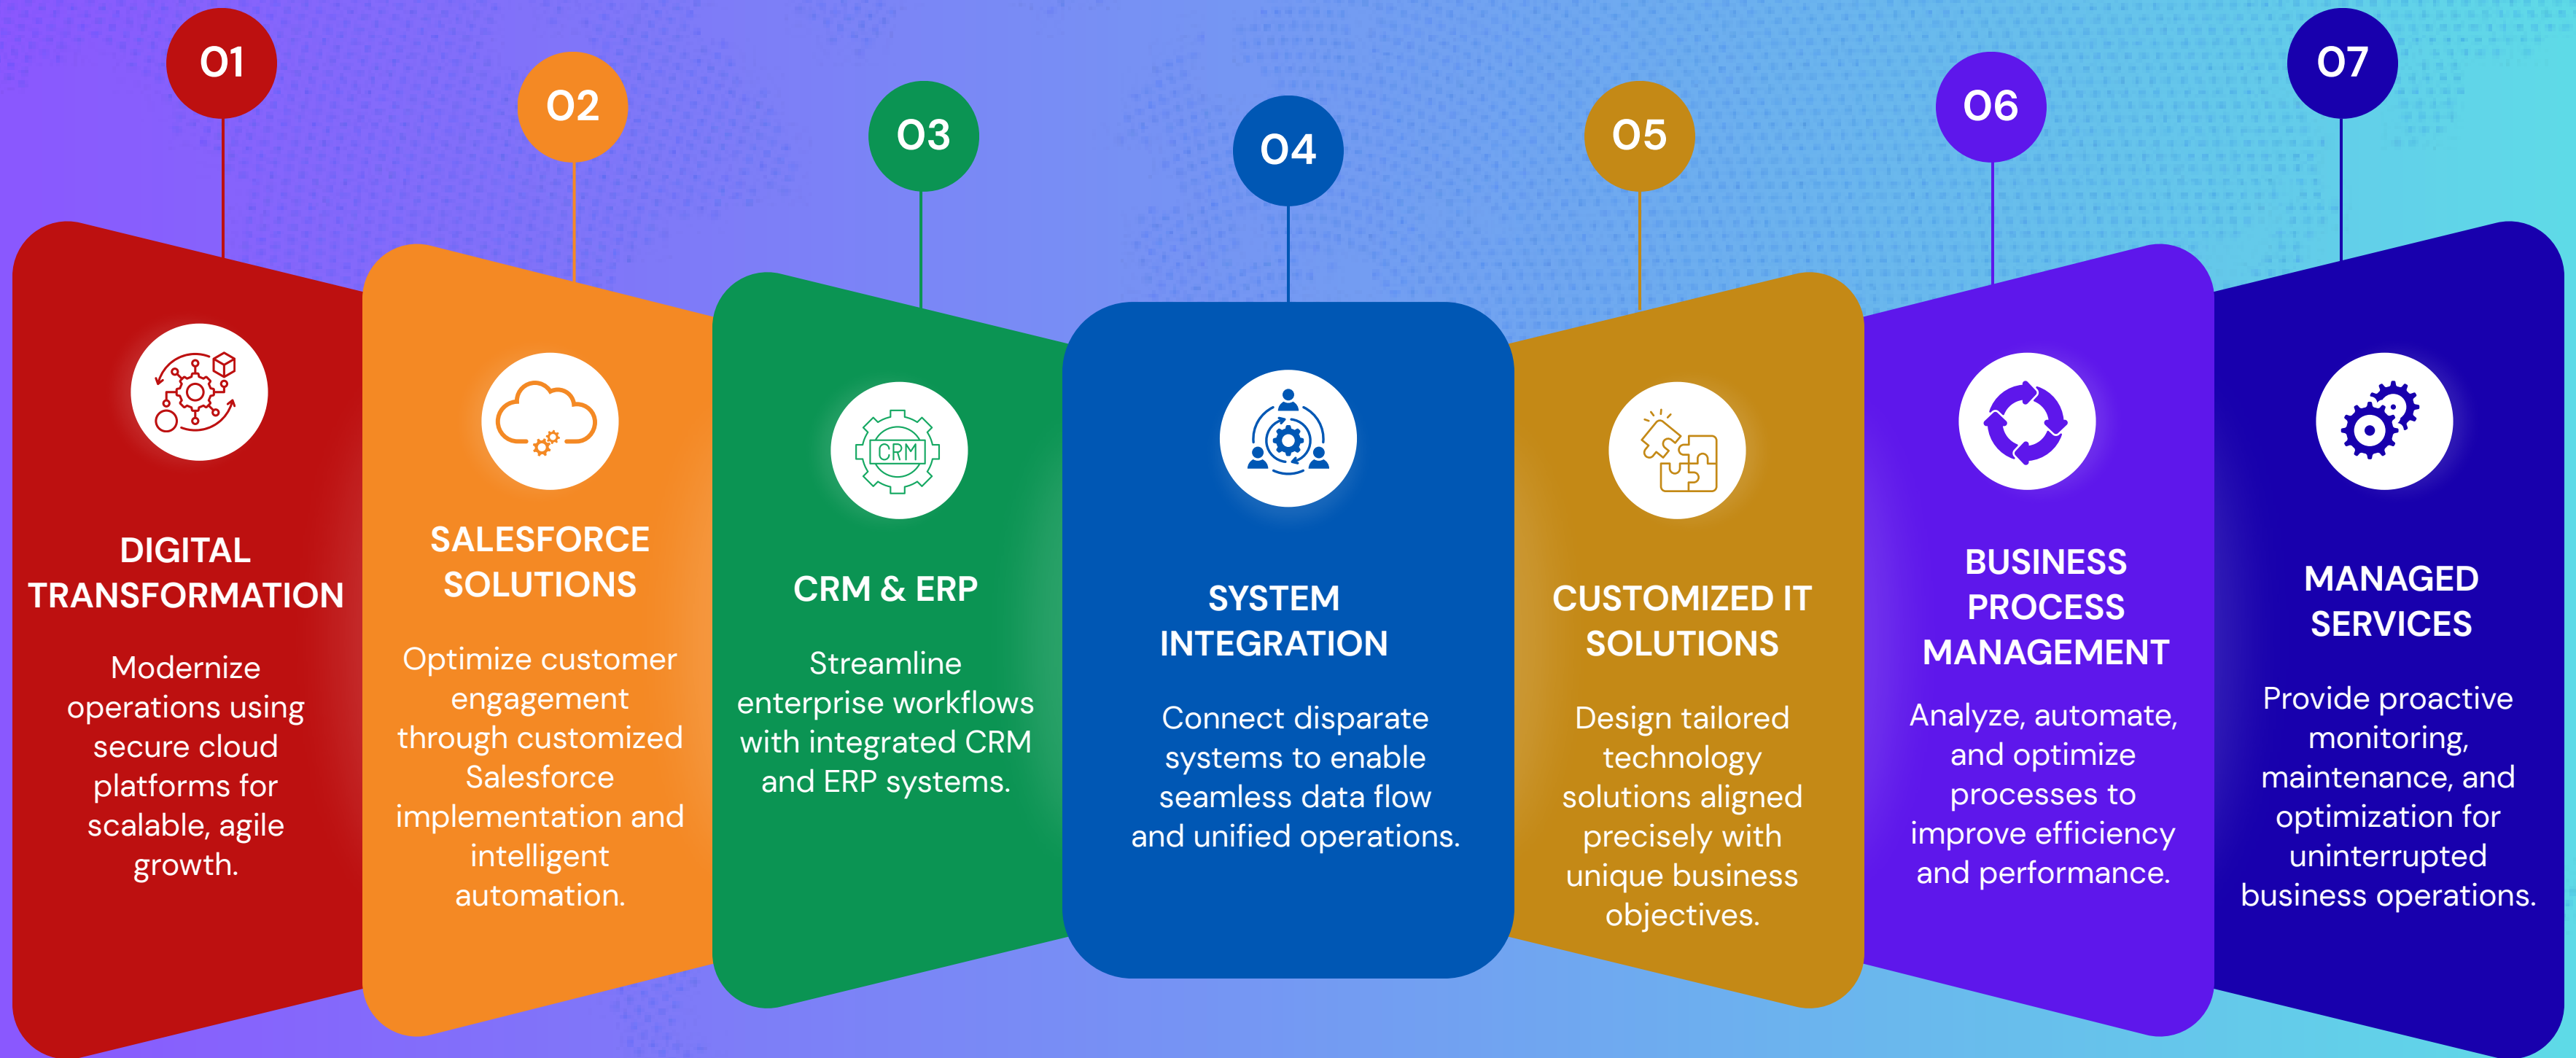 01
DIGITAL
TRANSFORMATION
Modernize
operations using
secure cloud
platforms for
scalable, agile
growth.
02
SALESFORCE
SOLUTIONS
Optimize customer
engagement
through customized
Salesforce
implementation and
intelligent
automation.
03
CRM
CRM & ERP
Streamline
enterprise workflows
with integrated CRM
and ERP systems.
04
SYSTEM
INTEGRATION
Connect disparate
systems to enable
seamless data flow
and unified operations.
05
CUSTOMIZED IT
SOLUTIONS
Design tailored
technology
solutions aligned
precisely with
unique business
objectives.
06
BUSINESS
PROCESS
MANAGEMENT
Analyze, automate,
and optimize
processes to
improve efficiency
and performance.
07
MANAGED
SERVICES
Provide proactive
monitoring,
maintenance, and
optimization for
uninterrupted
business operations.